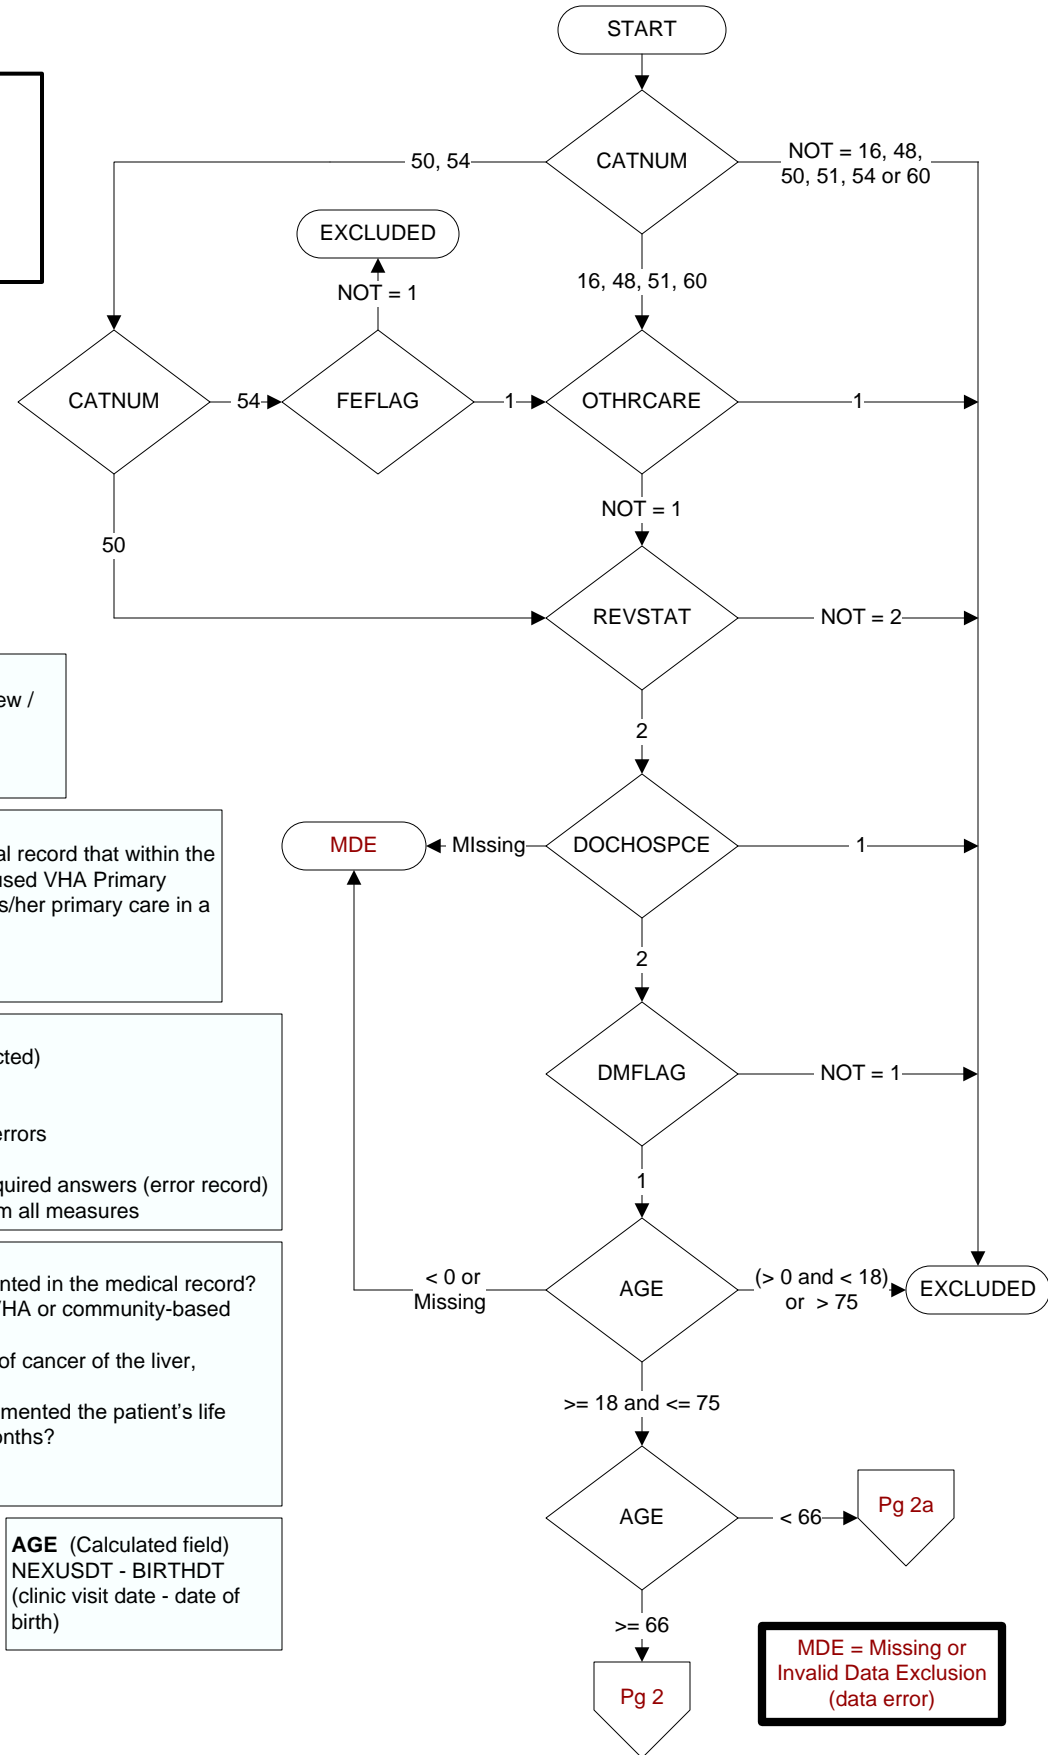 START
CATNUM
50, 54
NOT = 16, 48,
50, 51, 54 or 60
EXCLUDED
NOT = 1
16, 48, 51, 60
CATNUM
54
FEFLAG
1
OTHRCARE
1
NOT = 1
50
REVSTAT
NOT = 2
ew /
2
al record that within the
used VHA Primary
s/her primary care in a
MDE
MIssing
DOCHOSPCE
1
2
cted)
errors
quired answers (error record)
m all measures
DMFLAG
NOT = 1
1
nted in the medical record?
VHA or community-based
of cancer of the liver,
mented the patient's life
onths?
< 0 or
Missing
AGE
(> 0 and < 18)
or > 75
EXCLUDED
>= 18 and <= 75
AGE
< 66
Pg 2a
AGE (Calculated field)
NEXUSDT - BIRTHDT
(clinic visit date - date of
birth)
>= 66
Pg 2
MDE = Missing or
Invalid Data Exclusion
(data error)